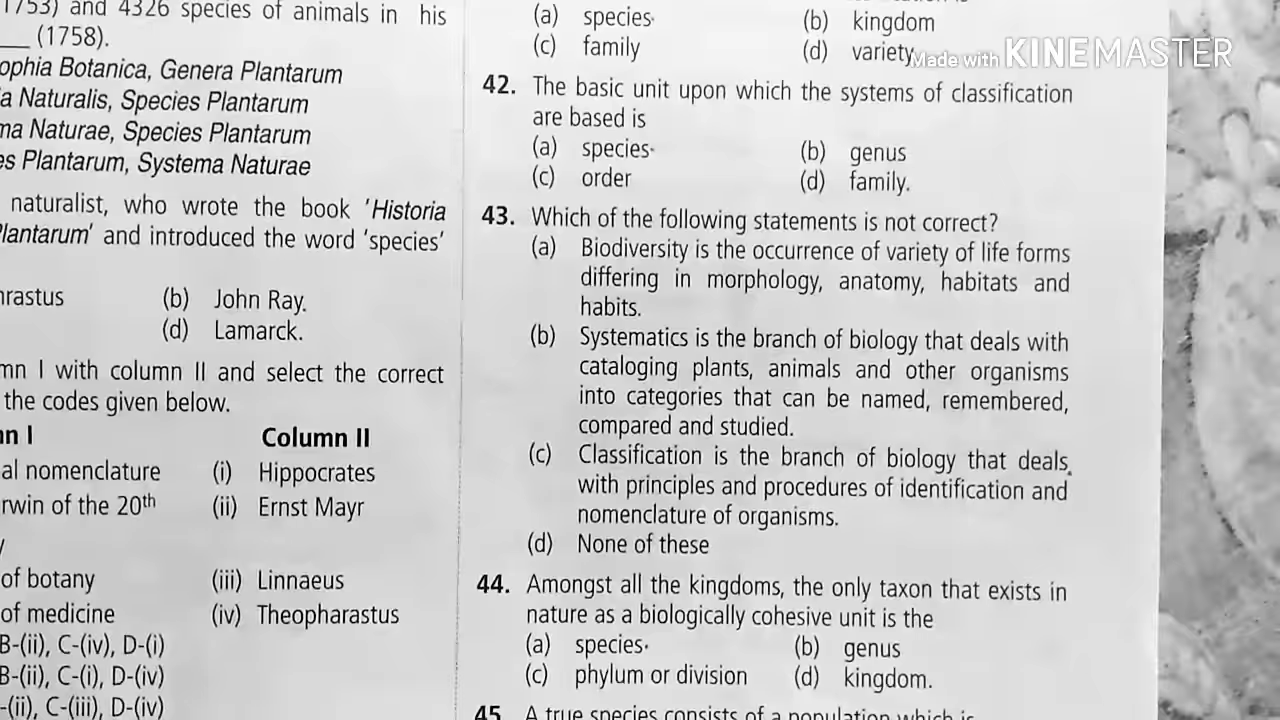 1753) and 4326 species of animals in his
(1758).
ophia Botanica, Genera Plantarum
a Naturalis, Species Plantarum
ma Naturae, Species Plantarum
es Plantarum, Systema Naturae
naturalist, who wrote the book 'Historia
Plantarum' and introduced the word 'species'
hrastus (b) John Ray.
(d) Lamarck.
mn I with column II and select the correct
the codes given below.
mn I Column II
al nomenclature (i) Hippocrates
rwin of the 20th (ii) Ernst Mayr
of botany (iii) Linnaeus
of medicine (iv) Theopharastus
B-(ii), C-(iv), D-(i)
B-(ii), C-(i), D-(iv)
-(ii), C-(iii), D-(iv)
(a) species (b) kingdom
(c) family (d) variety
Made with KINEMASTER
42. The basic unit upon which the systems of classification
are based is
(a) species (b) genus
(c) order (d) family.
43. Which of the following statements is not correct?
(a) Biodiversity is the occurrence of variety of life forms
differing in morphology, anatomy, habitats and
habits.
(b) Systematics is the branch of biology that deals with
cataloging plants, animals and other organisms
into categories that can be named, remembered,
compared and studied.
(c) Classification is the branch of biology that deals
with principles and procedures of identification and
nomenclature of organisms.
(d) None of these
44. Amongst all the kingdoms, the only taxon that exists in
nature as a biologically cohesive unit is the
(a) species (b) genus
(c) phylum or division (d) kingdom.
45. A true species consists of a population which is